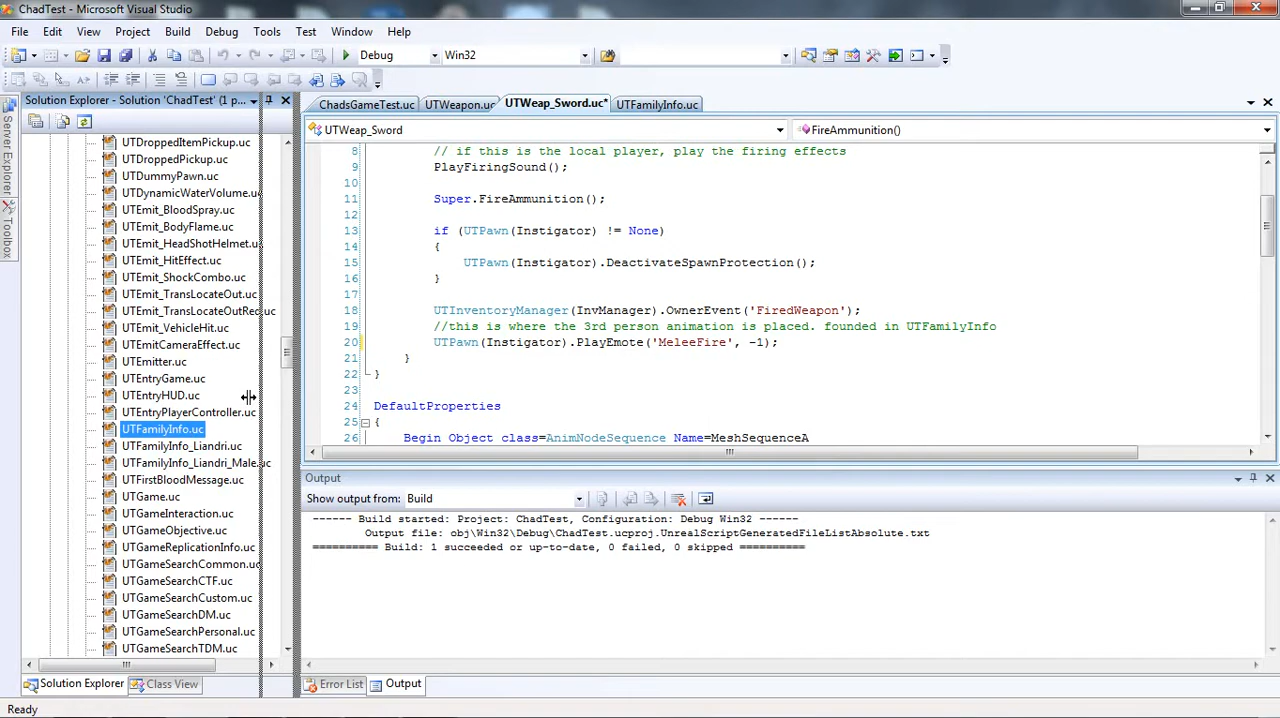 ChadTest - Microsoft Visual Studio
File Edit View Project Build Debug Tools Test Window Help
Debug Win32
Solution Explorer - Solution 'ChadTest' (1 p...
ChadsGameTest.uc UTWeapon.uc UTWeap_Sword.uc* UTFamilyInfo.uc
UTWeap_Sword FireAmmunition()
Server Explorer
Toolbox
UTDroppedItemPickup.uc
UTDroppedPickup.uc
UTDummyPawn.uc
UTDynamicWaterVolume.uc
UTEmit_BloodSpray.uc
UTEmit_BodyFlame.uc
UTEmit_HeadShotHelmet.u
UTEmit_HitEffect.uc
UTEmit_ShockCombo.uc
UTEmit_TransLocateOut.uc
UTEmit_TransLocateOutRed.uc
UTEmit_VehicleHit.uc
UTEmitCameraEffect.uc
UTEmitter.uc
UTEntryGame.uc
UTEntryHUD.uc
UTEntryPlayerController.uc
UTFamilyInfo.uc
UTFamilyInfo_Liandri.uc
UTFamilyInfo_Liandri_Male.uc
UTFirstBloodMessage.uc
UTGame.uc
UTGameInteraction.uc
UTGameObjective.uc
UTGameReplicationInfo.uc
UTGameSearchCommon.uc
UTGameSearchCTF.uc
UTGameSearchCustom.uc
UTGameSearchDM.uc
UTGameSearchPersonal.uc
UTGameSearchTDM.uc
Solution Explorer Class View
8 // if this is the local player, play the firing effects
9 PlayFiringSound();
10
11 Super.FireAmmunition();
12
13 if (UTPawn(Instigator) != None)
14 {
15 UTPawn(Instigator).DeactivateSpawnProtection();
16 }
17
18 UTInventoryManager(InvManager).OwnerEvent('FiredWeapon');
19 //this is where the 3rd person animation is placed. founded in UTFamilyInfo
20 UTPawn(Instigator).PlayEmote('MeleeFire', -1);
21 }
22 }
23
24 DefaultProperties
25 {
26 Begin Object class=AnimNodeSequence Name=MeshSequenceA
Output
Show output from: Build
------ Build started: Project: ChadTest, Configuration: Debug Win32 ------
Output file: obj\Win32\Debug\ChadTest.ucproj.UnrealScriptGeneratedFileListAbsolute.txt
========== Build: 1 succeeded or up-to-date, 0 failed, 0 skipped ==========
Error List Output
Ready